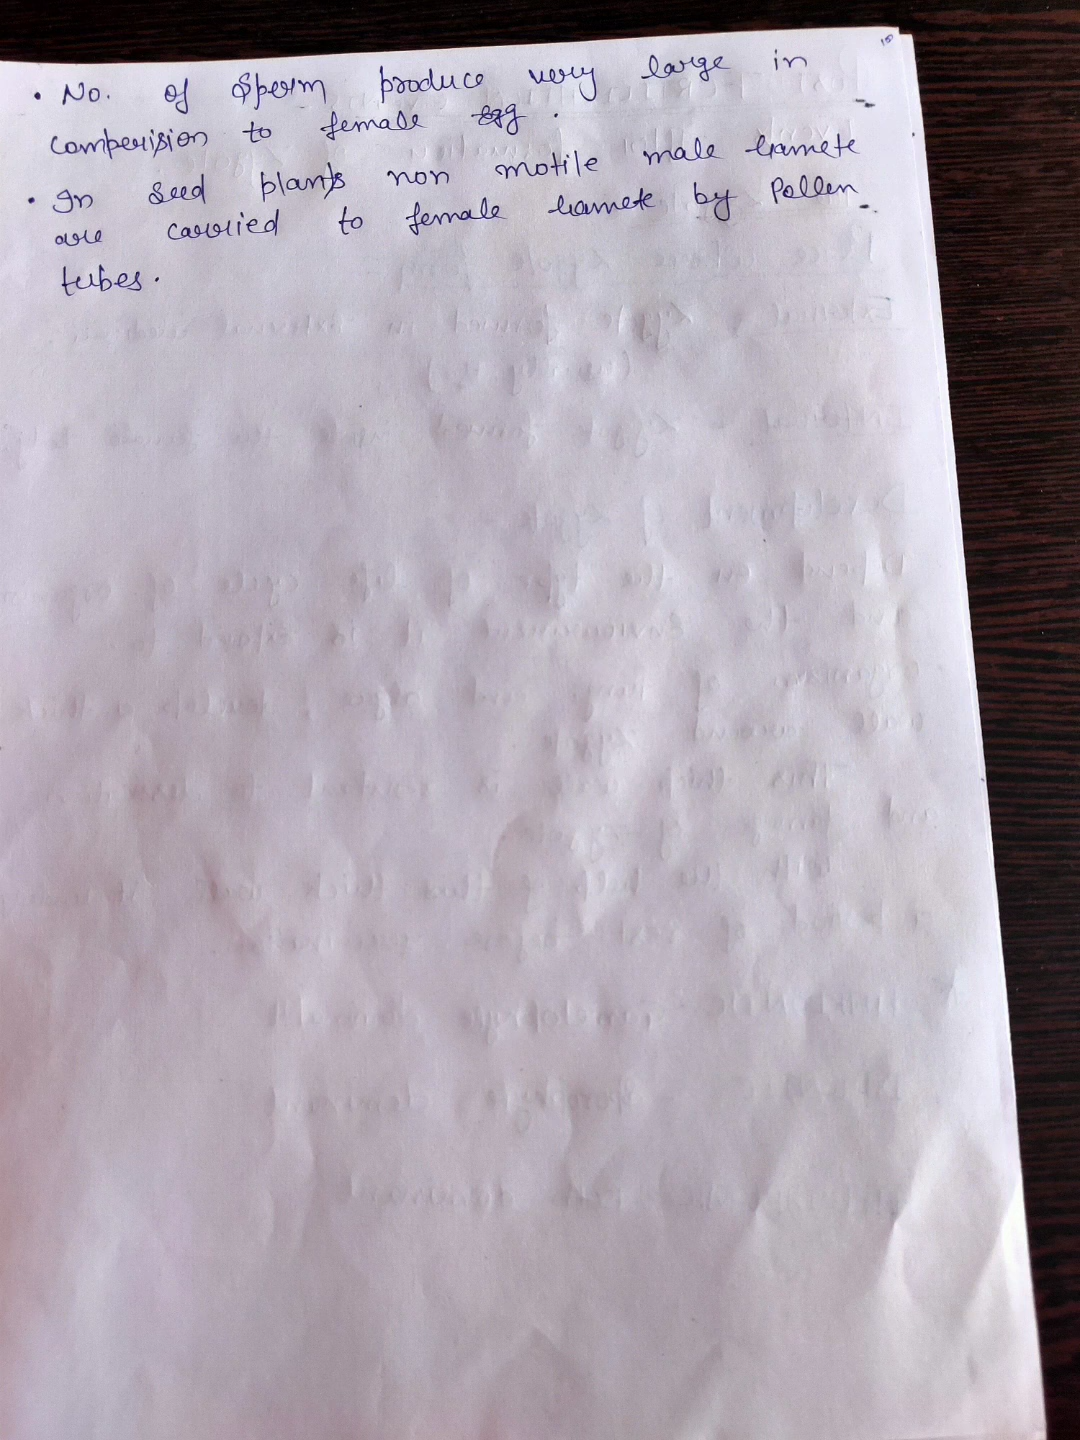 10
• No. of Sperm produce very large in
comperision to female egg.
• In seed plants non motile male gamete
are carried to female gamete by Pollen
tubes.